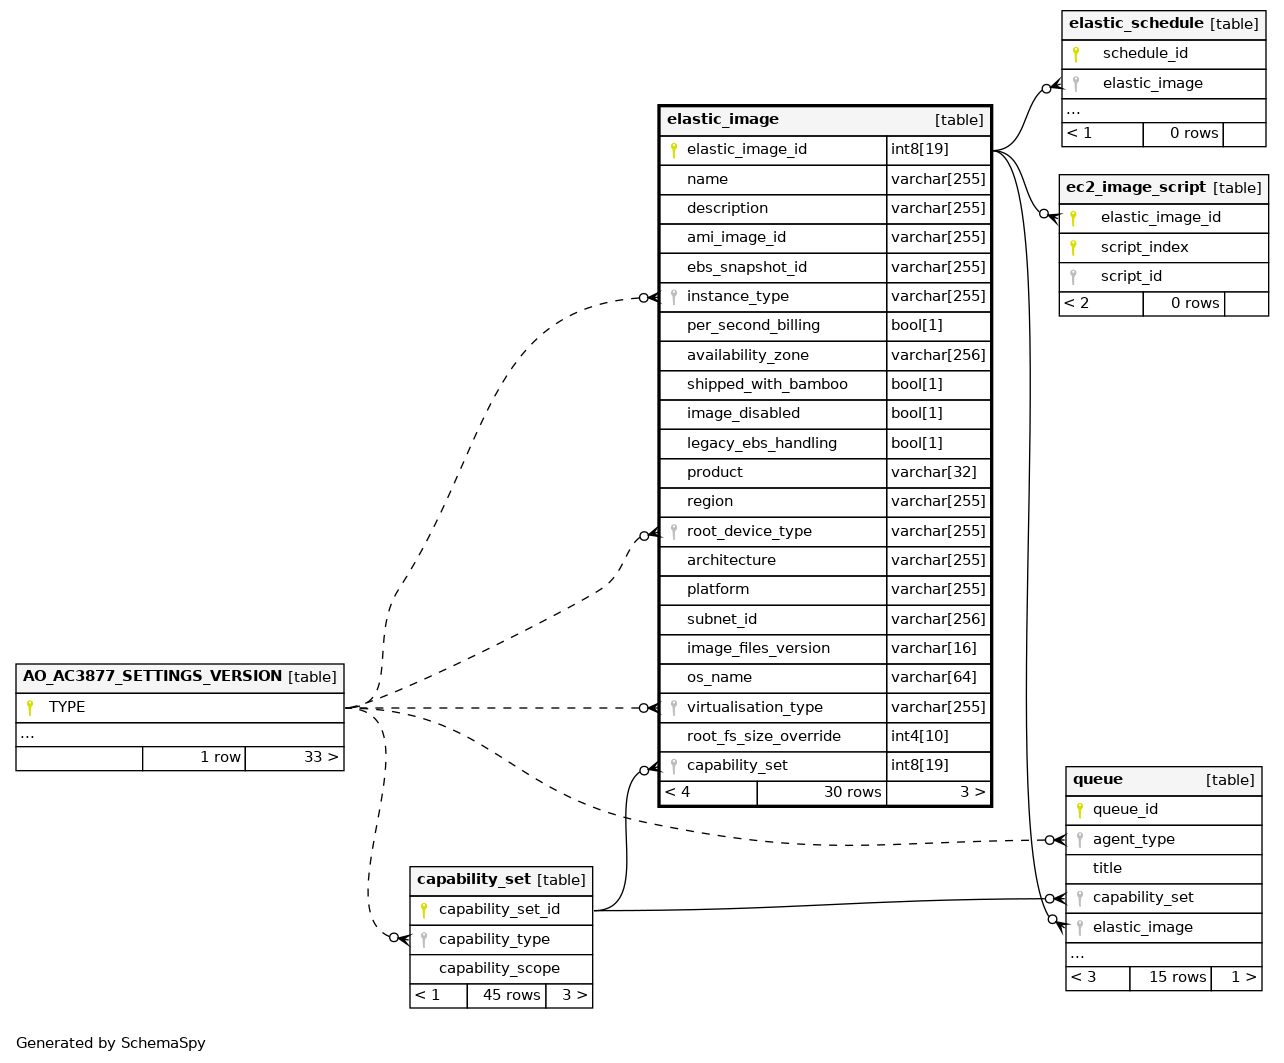 elastic_schedule [table]
schedule_id
elastic_image
...
< 1 0 rows
ec2_image_script [table]
elastic_image_id
script_index
script_id
< 2 0 rows
elastic_image [table]
elastic_image_id int8[19]
name varchar[255]
description varchar[255]
ami_image_id varchar[255]
ebs_snapshot_id varchar[255]
instance_type varchar[255]
per_second_billing bool[1]
availability_zone varchar[256]
shipped_with_bamboo bool[1]
image_disabled bool[1]
legacy_ebs_handling bool[1]
product varchar[32]
region varchar[255]
root_device_type varchar[255]
architecture varchar[255]
platform varchar[255]
subnet_id varchar[256]
image_files_version varchar[16]
os_name varchar[64]
virtualisation_type varchar[255]
root_fs_size_override int4[10]
capability_set int8[19]
< 4 30 rows 3 >
AO_AC3877_SETTINGS_VERSION [table]
TYPE
...
1 row 33 >
queue [table]
queue_id
agent_type
title
capability_set
elastic_image
...
< 3 15 rows 1 >
capability_set [table]
capability_set_id
capability_type
capability_scope
< 1 45 rows 3 >
Generated by SchemaSpy